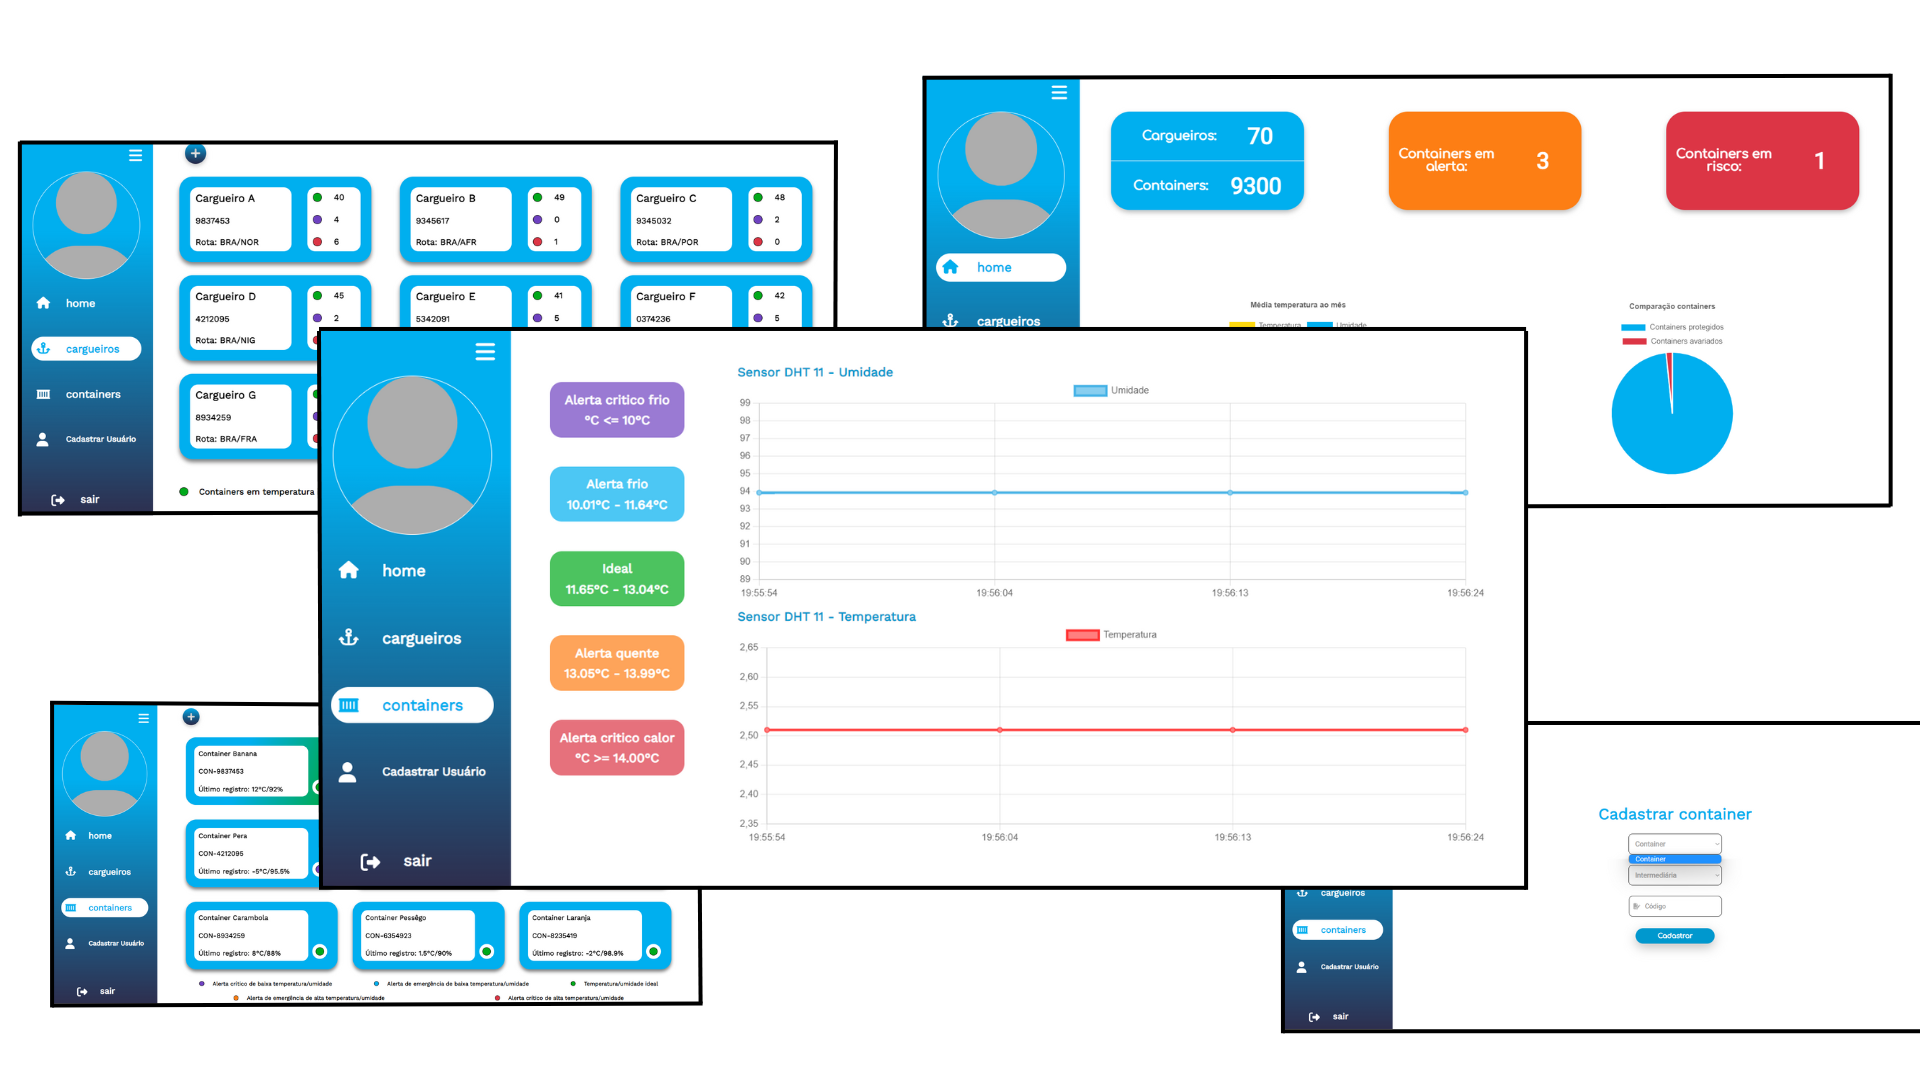 Cargueiro A
9837453
Rota: BRA/NOR
40
4
6
Cargueiro B
9345617
Rota: BRA/AFR
49
0
1
Cargueiro C
9345032
Rota: BRA/POR
48
2
0
Cargueiro D
4212095
Rota: BRA/NIG
45
2
Cargueiro E
5342091
41
5
Cargueiro F
0374236
42
5
Cargueiro G
8934259
Rota: BRA/FRA
home
cargueiros
containers
Cadastrar Usuário
sair
Containers em temperatura
Cargueiros: 70
Containers: 9300
Containers em
alerta:
3
Containers em
risco:
1
home
cargueiros
Média temperatura ao mês
Temperatura
Umidade
Comparação containers
Containers protegidos
Containers avariados
home
cargueiros
containers
Cadastrar Usuário
sair
Alerta critico frio
°C <= 10°C
Alerta frio
10.01°C - 11.64°C
Ideal
11.65°C - 13.04°C
Alerta quente
13.05°C - 13.99°C
Alerta critico calor
°C >= 14.00°C
Sensor DHT 11 - Umidade
Umidade
99
98
97
96
95
94
93
92
91
90
89
19:55:54
19:56:04
19:56:13
19:56:24
Sensor DHT 11 - Temperatura
Temperatura
2,65
2,60
2,55
2,50
2,45
2,40
2,35
19:55:54
19:56:04
19:56:13
19:56:24
home
cargueiros
containers
Cadastrar Usuário
sair
Container Banana
CON-9837453
Último registro: 12°C/92%
Container Pera
CON-4212095
Último registro: -5°C/95.5%
Container Carambola
CON-8934259
Último registro: 8°C/88%
Container Pessêgo
CON-6354923
Último registro: 1.5°C/90%
Container Laranja
CON-8235419
Último registro: -2°C/98.9%
Alerta crítico de baixa temperatura/umidade
Alerta de emergência de baixa temperatura/umidade
Temperatura/umidade ideal
Alerta de emergência de alta temperatura/umidade
Alerta crítico de alta temperatura/umidade
cargueiros
containers
Cadastrar Usuário
sair
Cadastrar container
Container
Container
Intermediária
Código
Cadastrar